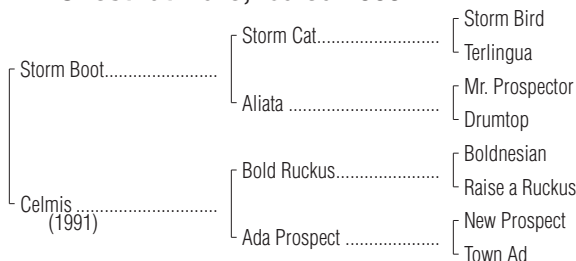 Storm Bird
Storm Cat........................................
Terlingua
Storm Boot........................
Mr. Prospector
Aliata ..................................................
Drumtop
Boldnesian
Bold Ruckus...................................
Raise a Ruckus
Celmis ..............................................
(1991)
New Prospect
Ada Prospect ................................
Town Ad